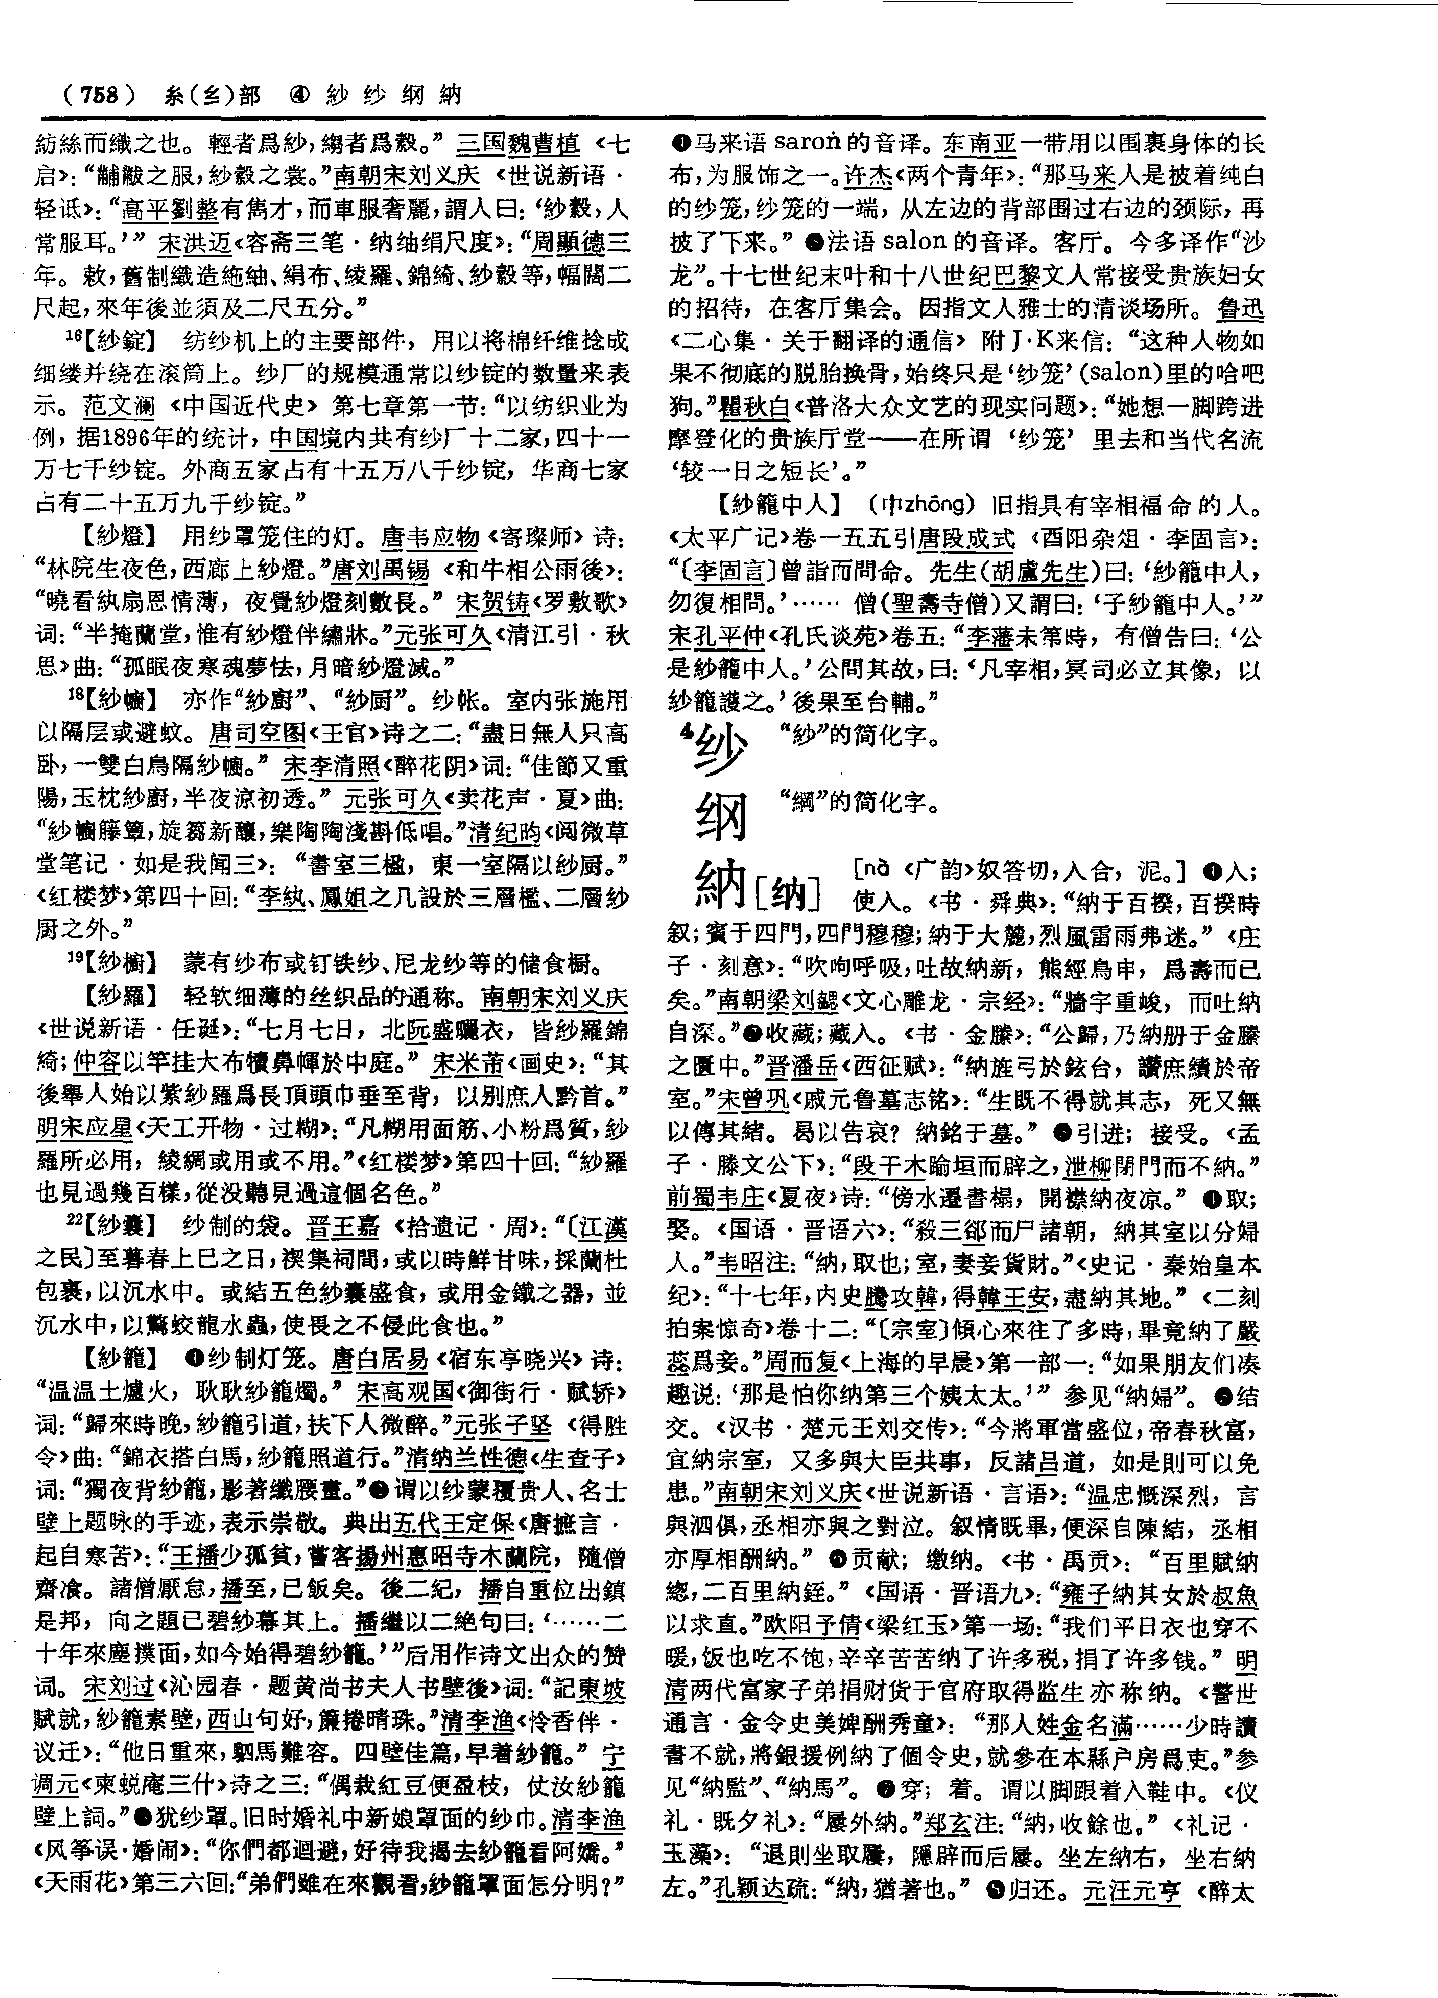 （758） 糸(纟)部 ④ 紗 纱 纲 納
紡絲而織之也。輕者爲紗，縐者爲縠。” 三国魏曹植《七
启》：“黼黻之服，紗縠之裳。”南朝宋刘义庆《世说新语·
轻诋》：“高平劉整有雋才，而車服奢麗，謂人曰：‘紗縠，人
常服耳。’” 宋洪迈《容斋三笔·纳䌷绢尺度》：“周顯德三
年。敕，舊制織造絁紬、絹布、綾羅、錦綺、紗縠等，幅闊二
尺起，來年後並須及二尺五分。”
¹⁶【紗錠】 纺纱机上的主要部件，用以将棉纤维捻成
细缕并绕在滚筒上。纱厂的规模通常以纱锭的数量来表
示。范文澜《中国近代史》第七章第一节：“以纺织业为
例，据1896年的统计，中国境内共有纱厂十二家，四十一
万七千纱锭。外商五家占有十五万八千纱锭，华商七家
占有二十五万九千纱锭。”
【紗燈】 用纱罩笼住的灯。唐韦应物《寄璨师》诗：
“林院生夜色，西廊上紗燈。”唐刘禹锡《和牛相公雨後》：
“曉看紈扇恩情薄，夜覺紗燈刻數長。” 宋贺铸《罗敷歌》
词：“半掩蘭堂，惟有紗燈伴繡牀。”元张可久《清江引·秋
思》曲：“孤眠夜寒魂夢怯，月暗紗燈滅。”
¹⁸【紗幮】 亦作“紗廚”、“紗厨”。纱帐。室内张施用
以隔层或避蚊。唐司空图《王官》诗之二：“盡日無人只高
卧，一雙白鳥隔紗幮。” 宋李清照《醉花阴》词：“佳節又重
陽，玉枕紗廚，半夜涼初透。” 元张可久《卖花声·夏》曲：
“紗幮籐簟，旋篘新釀，樂陶陶淺斟低唱。”清纪昀《阅微草
堂笔记·如是我闻三》：“書室三楹，東一室隔以紗厨。”
《红楼梦》第四十回：“李紈、鳳姐之几設於三層檻、二層紗
厨之外。”
¹⁹【紗櫥】 蒙有纱布或钉铁纱、尼龙纱等的储食橱。
【紗羅】 轻软细薄的丝织品的通称。南朝宋刘义庆
《世说新语·任诞》：“七月七日，北阮盛曬衣，皆紗羅錦
綺；仲容以竿挂大布犢鼻㡓於中庭。” 宋米芾《画史》：“其
後舉人始以紫紗羅爲長頂頭巾垂至背，以别庶人黔首。”
明宋应星《天工开物·过糊》：“凡糊用面筋、小粉爲質，紗
羅所必用，綾綢或用或不用。”《红楼梦》第四十回：“紗羅
也見過幾百樣，從没聽見過這個名色。”
²²【紗囊】 纱制的袋。晋王嘉《拾遗记·周》：“〔江漢
之民〕至暮春上巳之日，禊集祠間，或以時鮮甘味，採蘭杜
包裹，以沉水中。或結五色紗囊盛食，或用金鐵之器，並
沉水中，以驚蛟龍水蟲，使畏之不侵此食也。”
【紗籠】 ❶纱制灯笼。唐白居易《宿东亭晓兴》诗：
“温温土爐火，耿耿紗籠燭。” 宋高观国《御街行·赋轿》
词：“歸來時晚，紗籠引道，扶下人微醉。”元张子坚《得胜
令》曲：“錦衣搭白馬，紗籠照道行。”清纳兰性德《生查子》
词：“獨夜背紗籠，影著纖腰畫。”❷谓以纱蒙覆贵人、名士
壁上题咏的手迹，表示崇敬。典出五代王定保《唐摭言·
起自寒苦》：“王播少孤貧，嘗客揚州惠昭寺木蘭院，隨僧
齋飡。諸僧厭怠，播至，已飯矣。後二紀，播自重位出鎮
是邦，向之題已碧紗幕其上。播繼以二絶句曰：‘……二
十年來塵撲面，如今始得碧紗籠。’”后用作诗文出众的赞
词。宋刘过《沁园春·题黄尚书夫人书壁後》词：“記東坡
賦就，紗籠素壁，西山句好，簾捲晴珠。”清李渔《怜香伴·
议迁》：“他日重來，駟馬難容。四壁佳篇，早着紗籠。” 宁
调元《柬蜕庵三什》诗之三：“偶栽紅豆便盈枝，仗汝紗籠
壁上詞。”❸犹纱罩。旧时婚礼中新娘罩面的纱巾。清李渔
《风筝误·婚闹》：“你們都迴避，好待我揭去紗籠看阿嬌。”
《天雨花》第三六回：“弟們雖在來觀看，紗籠罩面怎分明？”
❹马来语 saroṅ 的音译。东南亚一带用以围裹身体的长
布，为服饰之一。许杰《两个青年》：“那马来人是披着纯白
的纱笼，纱笼的一端，从左边的背部围过右边的颈际，再
披了下来。” ❺法语 salon 的音译。客厅。今多译作“沙
龙”。十七世纪末叶和十八世纪巴黎文人常接受贵族妇女
的招待，在客厅集会。因指文人雅士的清谈场所。鲁迅
《二心集·关于翻译的通信》附J·K来信：“这种人物如
果不彻底的脱胎换骨，始终只是‘纱笼’(salon)里的哈吧
狗。”瞿秋白《普洛大众文艺的现实问题》：“她想一脚跨进
摩登化的贵族厅堂——在所谓‘纱笼’里去和当代名流
‘较一日之短长’。”
【紗籠中人】（中zhōng）旧指具有宰相福命的人。
《太平广记》卷一五五引唐段成式《酉阳杂俎·李固言》：
“〔李固言〕曾詣而問命。先生（胡盧先生）曰：‘紗籠中人，
勿復相問。’……僧（聖壽寺僧）又謂曰：‘子紗籠中人。’”
宋孔平仲《孔氏谈苑》卷五：“李藩未第時，有僧告曰：‘公
是紗籠中人。’公問其故，曰：‘凡宰相，冥司必立其像，以
紗籠護之。’後果至台輔。”
⁴纱 “紗”的简化字。
纲 “綱”的简化字。
納[纳] [nà《广韵》奴答切，入合，泥。] ❶入；
使入。《书·舜典》：“納于百揆，百揆時
叙；賓于四門，四門穆穆；納于大麓，烈風雷雨弗迷。”《庄
子·刻意》：“吹呴呼吸，吐故納新，熊經鳥申，爲壽而已
矣。”南朝梁刘勰《文心雕龙·宗经》：“牆宇重峻，而吐納
自深。”❷收藏；藏入。《书·金縢》：“公歸，乃納册于金縢
之匱中。”晋潘岳《西征赋》：“納旌弓於鉉台，讚庶績於帝
室。”宋曾巩《戚元鲁墓志铭》：“生既不得就其志，死又無
以傳其緒。曷以告哀？納銘于墓。” ❸引进；接受。《孟
子·滕文公下》：“段干木踰垣而辟之，泄柳閉門而不納。”
前蜀韦庄《夏夜》诗：“傍水遷書榻，開襟納夜凉。” ❹取；
娶。《国语·晋语六》：“殺三郤而尸諸朝，納其室以分婦
人。”韦昭注：“納，取也；室，妻妾貨財。”《史记·秦始皇本
纪》：“十七年，内史騰攻韓，得韓王安，盡納其地。”《二刻
拍案惊奇》卷十二：“〔宗室〕傾心來往了多時，畢竟納了嚴
蕊爲妾。”周而复《上海的早晨》第一部一：“如果朋友们凑
趣说：‘那是怕你纳第三个姨太太。’” 参见“納婦”。❺结
交。《汉书·楚元王刘交传》：“今將軍當盛位，帝春秋富，
宜納宗室，又多與大臣共事，反諸呂道，如是則可以免
患。”南朝宋刘义庆《世说新语·言语》：“温忠慨深烈，言
與泗俱，丞相亦與之對泣。叙情既畢，便深自陳結，丞相
亦厚相酬納。” ❻贡献；缴纳。《书·禹贡》：“百里賦納
緫，二百里納銍。”《国语·晋语九》：“雍子納其女於叔魚
以求直。”欧阳予倩《梁红玉》第一场：“我们平日衣也穿不
暖，饭也吃不饱，辛辛苦苦纳了许多税，捐了许多钱。” 明
清两代富家子弟捐财货于官府取得监生亦称纳。《警世
通言·金令史美婢酬秀童》：“那人姓金名滿……少時讀
書不就，將銀援例納了個令史，就參在本縣户房爲吏。”参
见“納監”、“納馬”。❼穿；着。谓以脚跟着入鞋中。《仪
礼·既夕礼》：“屨外納。”郑玄注：“納，收餘也。”《礼记·
玉藻》：“退則坐取屨，隱辟而后屨。坐左納右，坐右納
左。”孔颖达疏：“納，猶著也。” ❽归还。元汪元亨《醉太